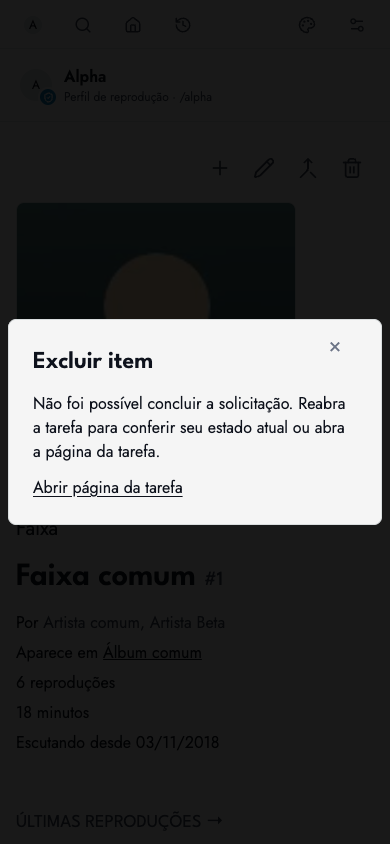 A
A
Alpha
Perfil de reprodução · /alpha
Excluir item
Não foi possível concluir a solicitação. Reabra
a tarefa para conferir seu estado atual ou abra
a página da tarefa.
Abrir página da tarefa
Faixa
Faixa comum #1
Por Artista comum, Artista Beta
Aparece em Álbum comum
6 reproduções
18 minutos
Escutando desde 03/11/2018
ÚLTIMAS REPRODUÇÕES →